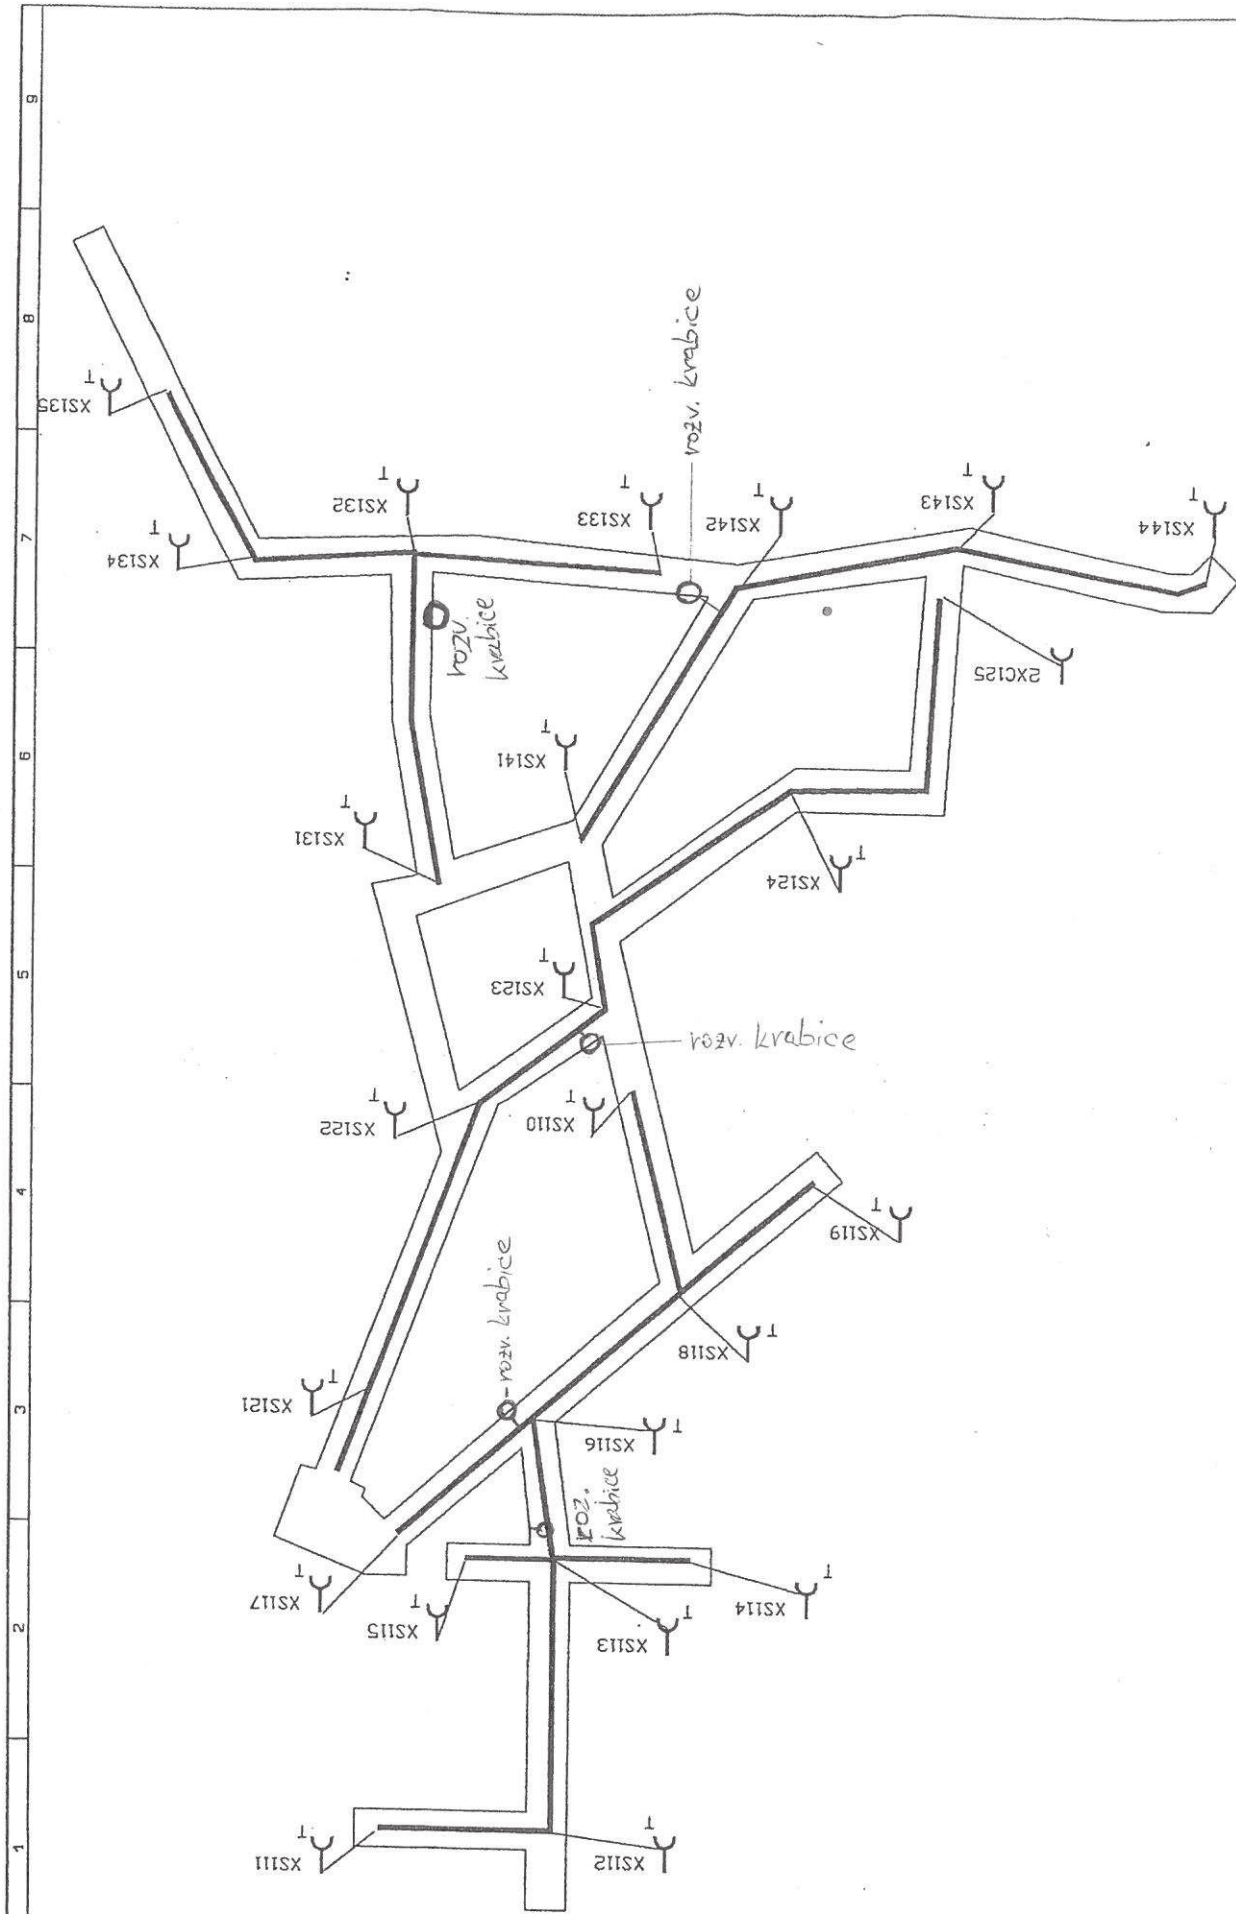 9
8
rozv. krabice
T
XS135
7
T
XS132
T
XS133
T
XS142
T
XS143
T
XS144
T
XS134
rozv.
krabice
2XC125
6
T
XS141
T
XS131
T
XS124
5
T
XS123
rozv. krabice
T
XS122
T
XS110
4
T
XS119
rozv. krabice
T
XS118
3
T
XS121
T
XS116
roz.
krabice
T
XS117
T
XS115
T
XS113
T
XS114
2
T
XS111
T
XS112
1